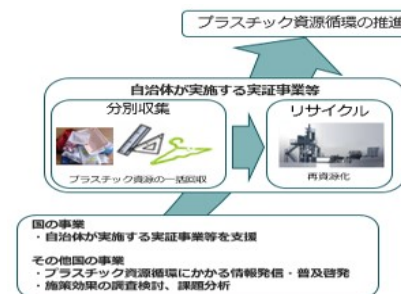 プラスチック資源循環の推進
自治体が実施する実証事業等
分別収集
プラスチック資源の一括回収
リサイクル
再資源化
国の事業
・自治体が実施する実証事業等を支援
その他国の事業
・プラスチック資源循環にかかる情報発信・普及啓発
・施策効果の調査検討、課題分析